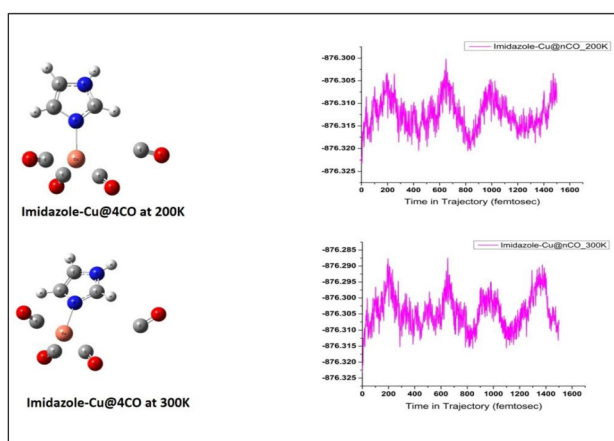 Imidazole-Cu@nCO_200K
-876.300
-876.305
-876.310
-876.315
-876.320
-876.325
0 200 400 600 800 1000 1200 1400 1600
Time in Trajectory (femtosec)
Imidazole-Cu@4CO at 200K
Imidazole-Cu@nCO_300K
-876.285
-876.290
-876.295
-876.300
-876.305
-876.310
-876.315
-876.320
-876.325
0 200 400 600 800 1000 1200 1400 1600
Time in Trajectory (femtosec)
Imidazole-Cu@4CO at 300K